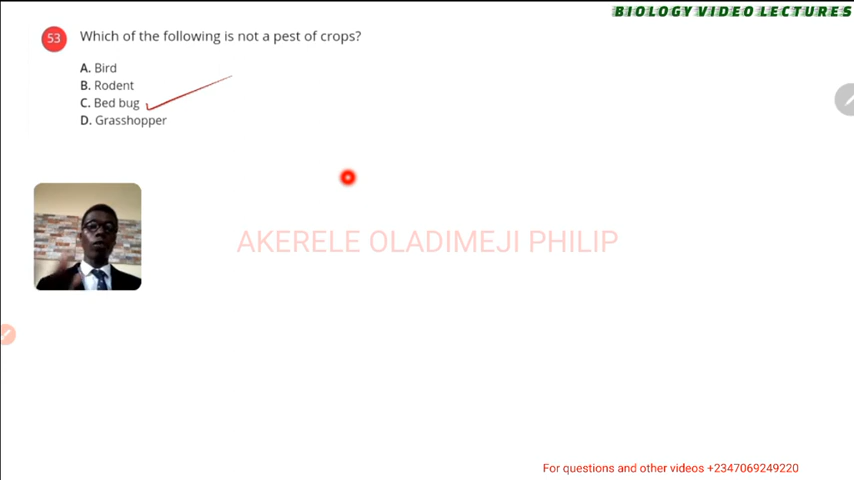 BIOLOGY VIDEO LECTURES
53 Which of the following is not a pest of crops?
A. Bird
B. Rodent
C. Bed bug
D. Grasshopper
AKERELE OLADIMEJI PHILIP
For questions and other videos +2347069249220